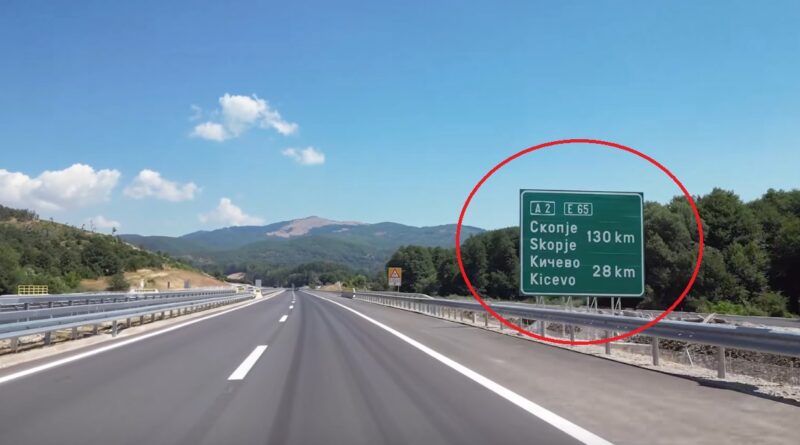 A 2 E 65
Скопје
Skopje
130 km
Кичево
Kicevo
28 km